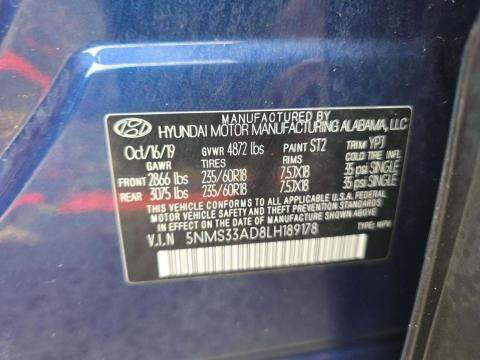 MANUFACTURED BY
HYUNDAI MOTOR MANUFACTURING ALABAMA, LLC
Oct/16/19 GVWR 4872 lbs PAINT ST2 TRIM YPJ
GAWR TIRES RIMS COLD TIRE INF.
FRONT 2866 lbs 235/60R18 7.5JX18 35 psi SINGLE
REAR 3075 lbs 235/60R18 7.5JX18 35 psi SINGLE
THIS VEHICLE CONFORMS TO ALL APPLICABLE U.S.A. FEDERAL
MOTOR VEHICLE SAFETY AND THEFT PREVENTION STANDARDS
IN EFFECT ON THE DATE OF MANUFACTURE SHOWN ABOVE.
V.I.N 5NMS33AD8LH189178
TYPE: MPV